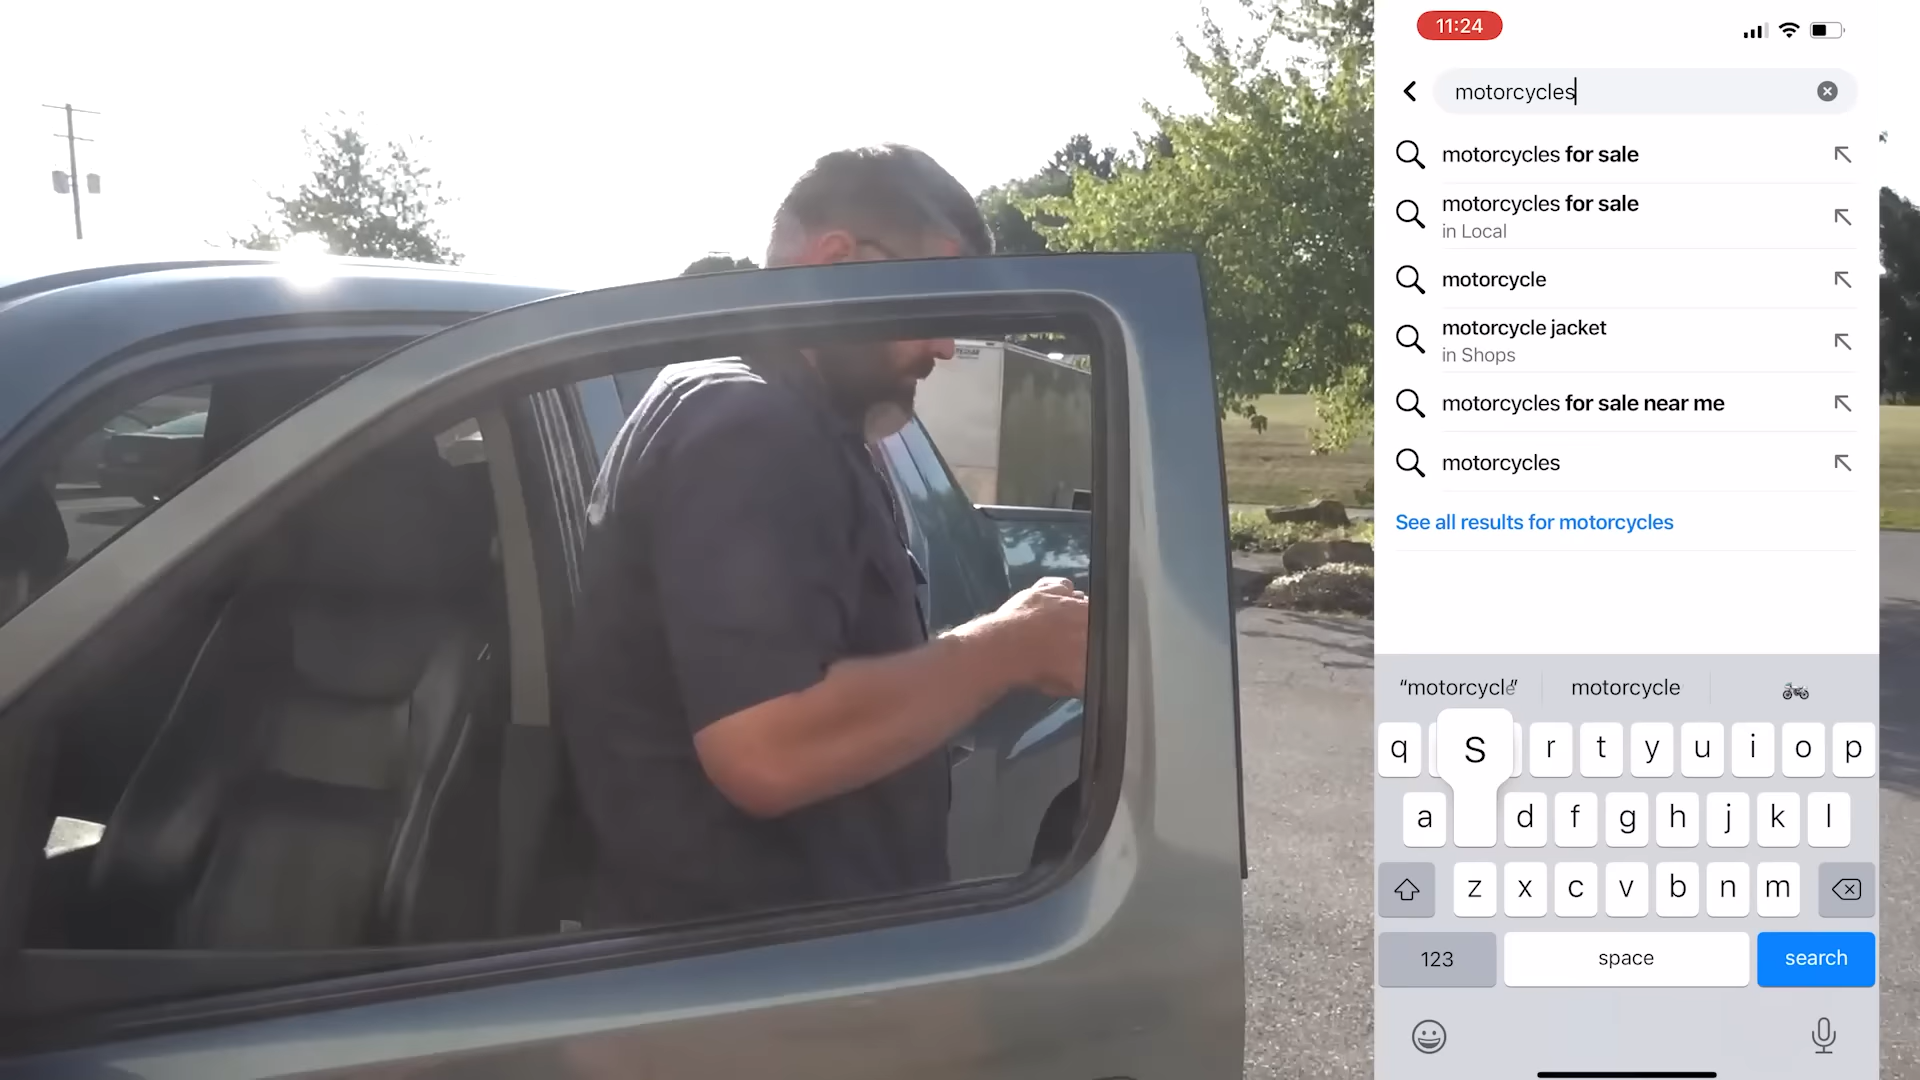 11:24
motorcycles
motorcycles for sale
motorcycles for sale
in Local
motorcycle
motorcycle jacket
in Shops
motorcycles for sale near me
motorcycles
See all results for motorcycles
“motorcycle” motorcycle
q S r t y u i o p
a d f g h j k l
z x c v b n m
123 space search